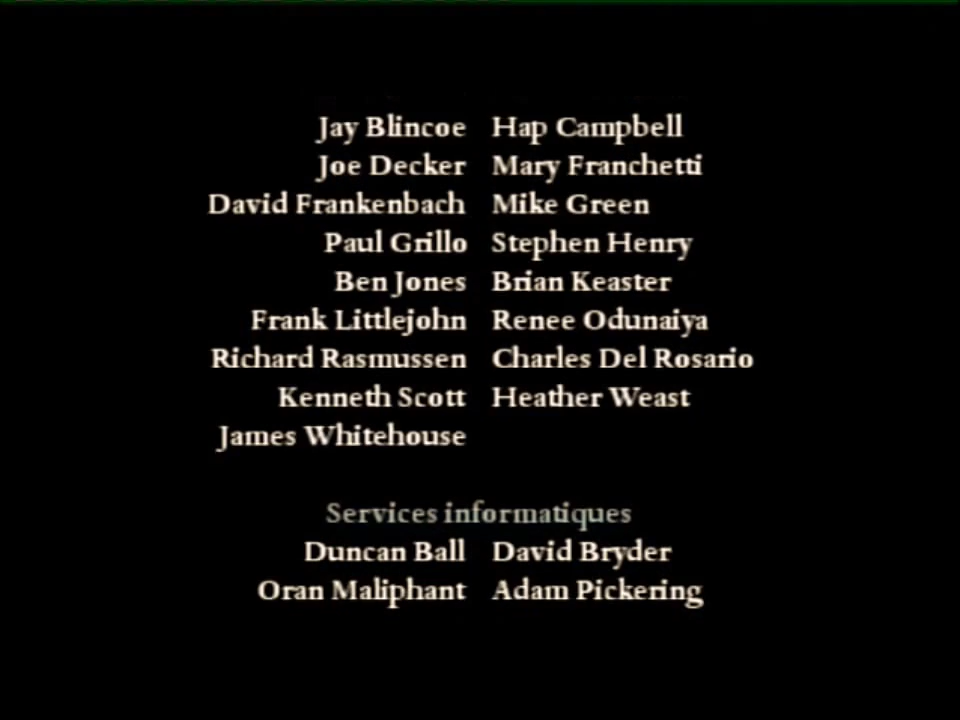 Jay Blincoe Hap Campbell
Joe Decker Mary Franchetti
David Frankenbach Mike Green
Paul Grillo Stephen Henry
Ben Jones Brian Keaster
Frank Littlejohn Renee Odunaiya
Richard Rasmussen Charles Del Rosario
Kenneth Scott Heather Weast
James Whitehouse
Services informatiques
Duncan Ball David Bryder
Oran Maliphant Adam Pickering